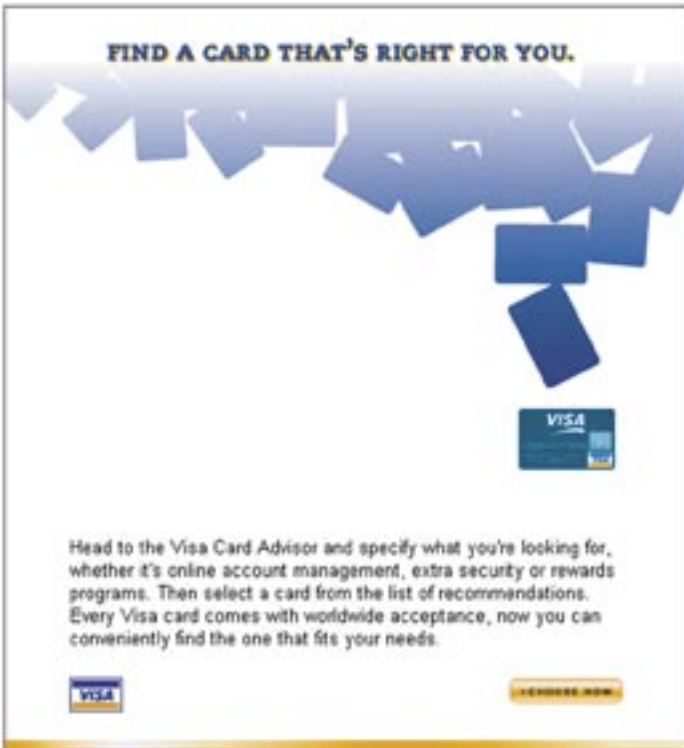 FIND A CARD THAT'S RIGHT FOR YOU.
VISA
Head to the Visa Card Advisor and specify what you're looking for,
whether it's online account management, extra security or rewards
programs. Then select a card from the list of recommendations.
Every Visa card comes with worldwide acceptance, now you can
conveniently find the one that fits your needs.
VISA
CHOOSE NOW